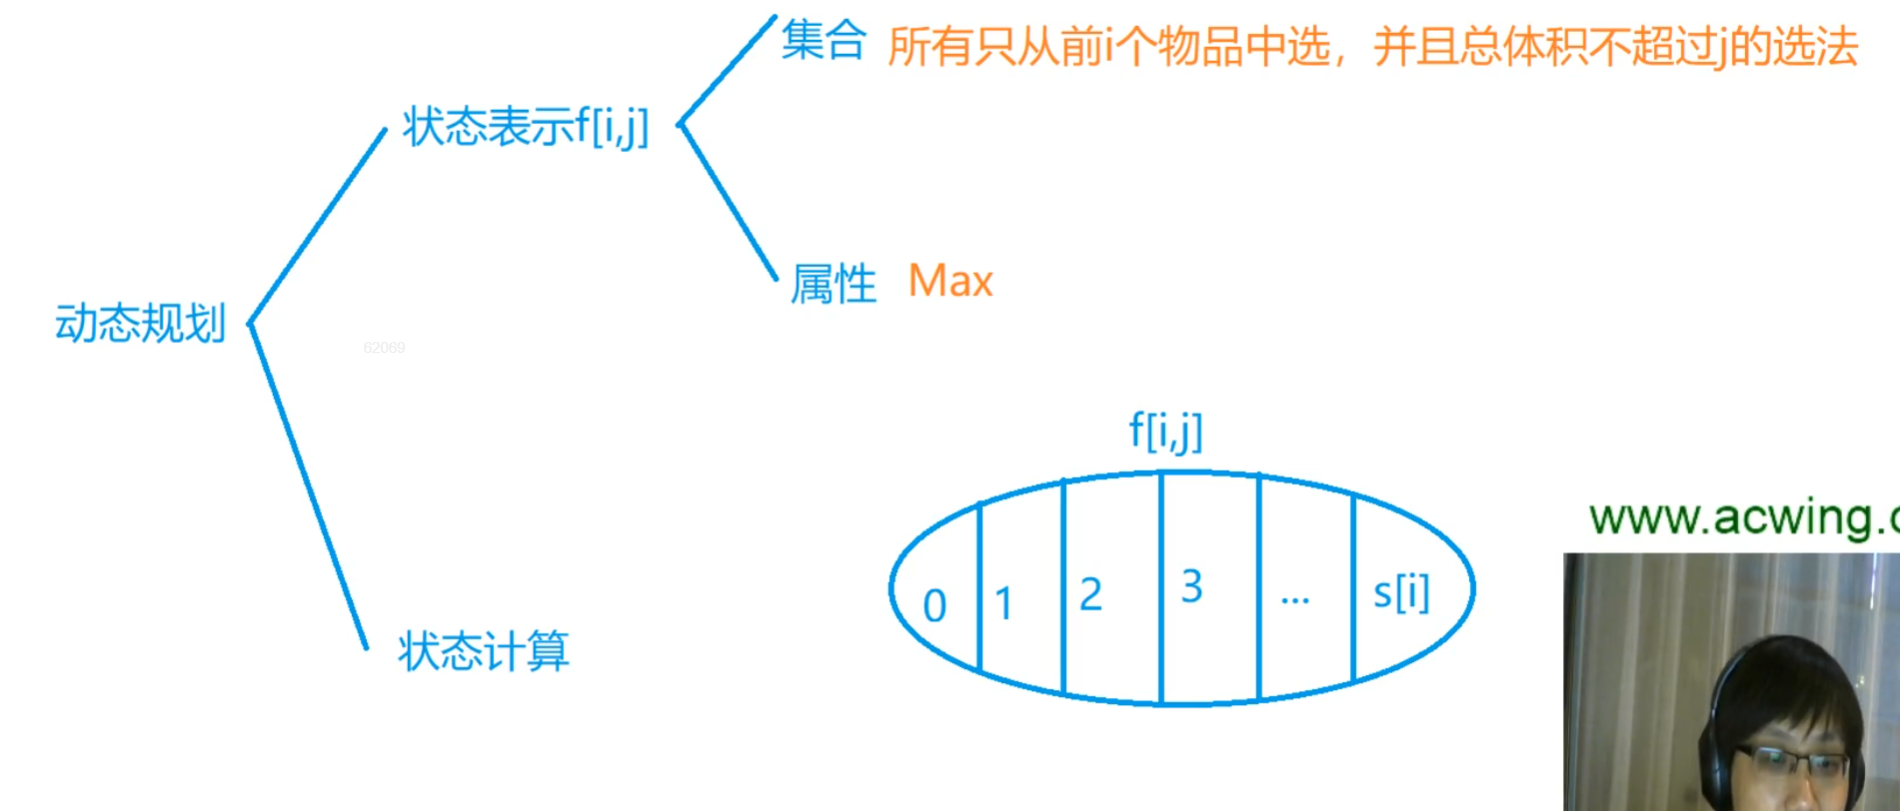 集合 所有只从前i个物品中选，并且总体积不超过j的选法
状态表示f[i,j]
属性 Max
动态规划
62069
f[i,j]
www.acwing.c
0 1 2 3 ... s[i]
状态计算